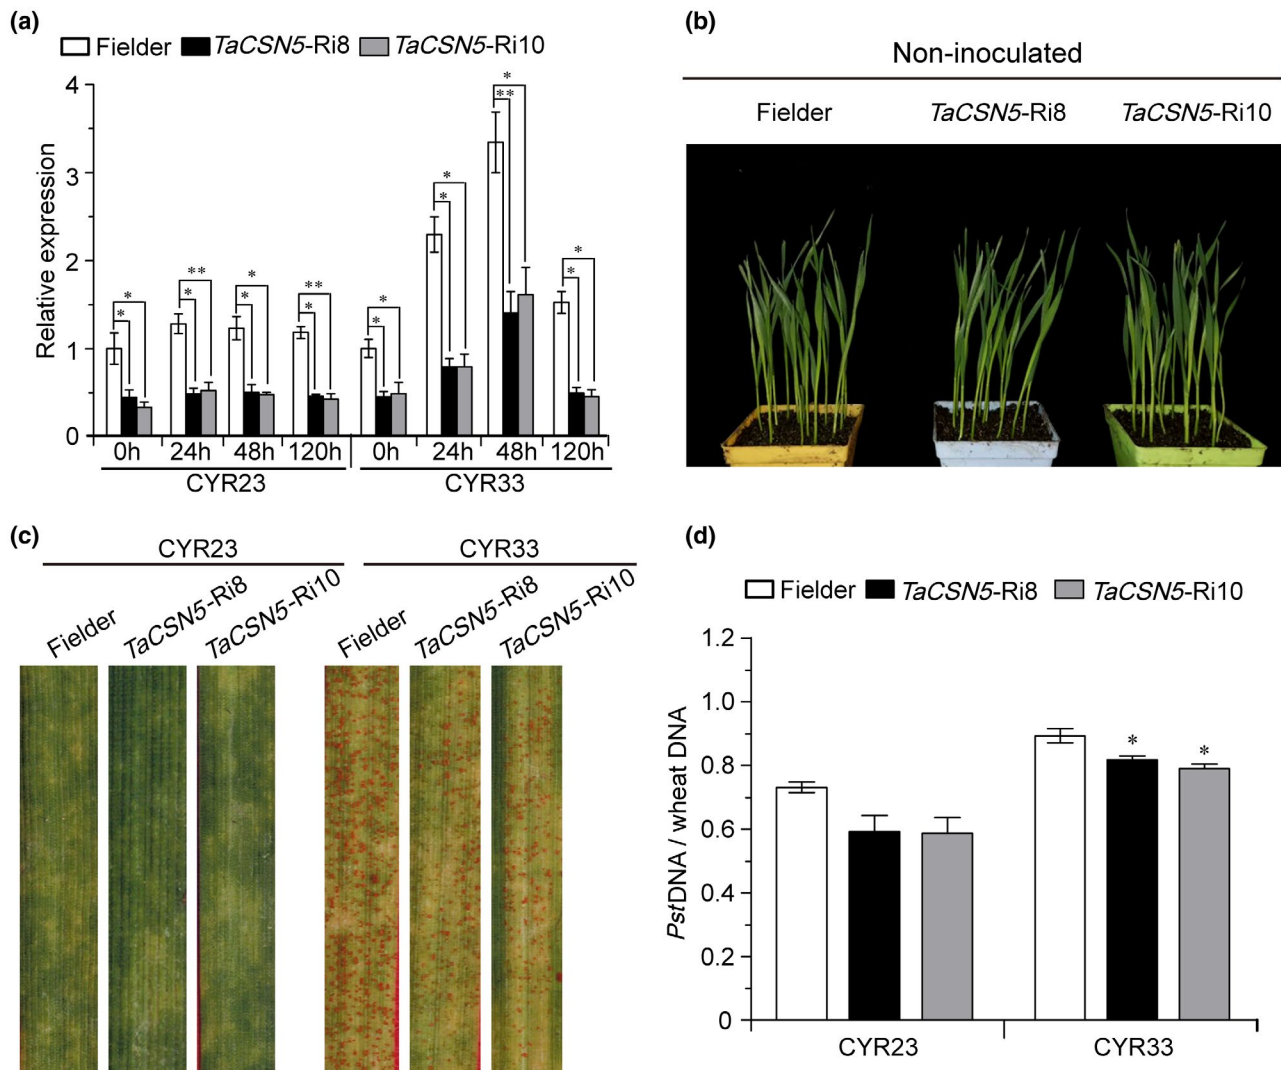 (a)
Fielder TaCSN5-Ri8 TaCSN5-Ri10
Relative expression
4
3
2
1
0
* * * ** * * * ** * * * * * ** * * *
0h 24h 48h 120h 0h 24h 48h 120h
CYR23 CYR33
(b)
Non-inoculated
Fielder TaCSN5-Ri8 TaCSN5-Ri10
(c)
CYR23 CYR33
Fielder TaCSN5-Ri8 TaCSN5-Ri10 Fielder TaCSN5-Ri8 TaCSN5-Ri10
(d)
Fielder TaCSN5-Ri8 TaCSN5-Ri10
PstDNA / wheat DNA
1.2
1.0
0.8
0.6
0.4
0.2
0
* *
CYR23 CYR33